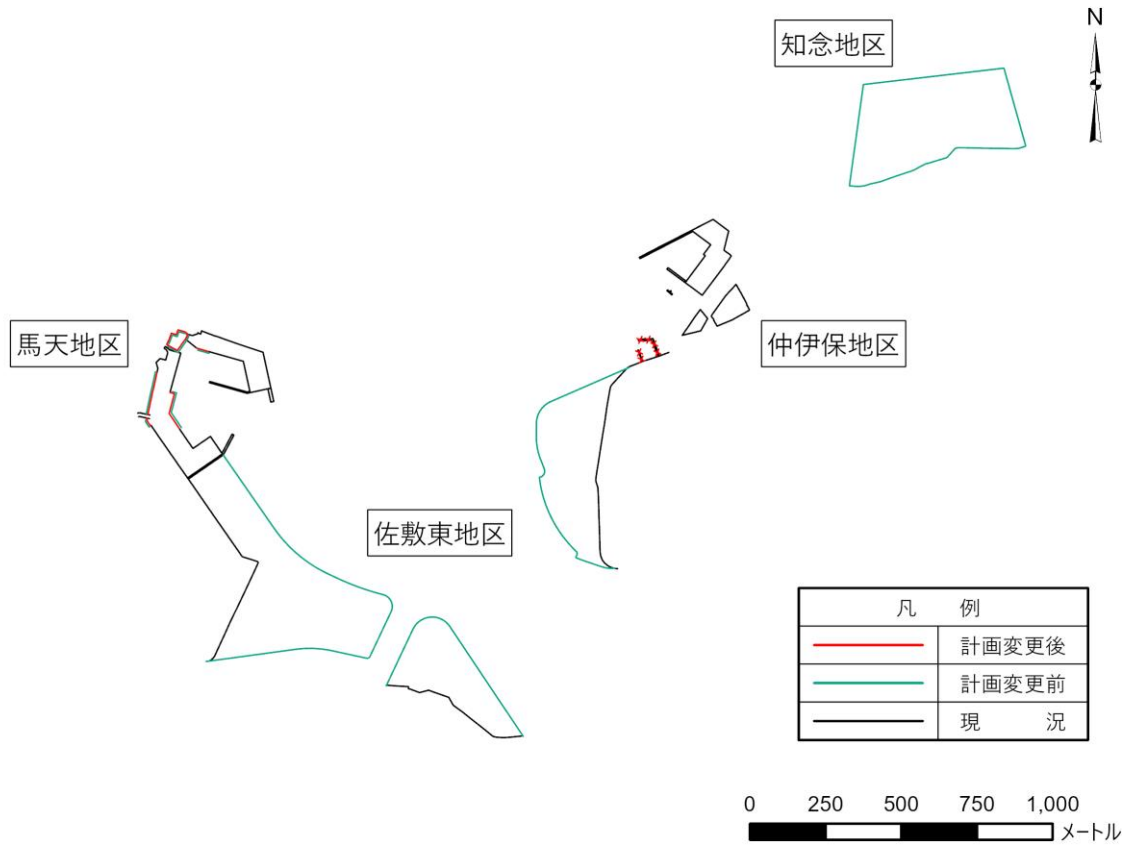 知念地区
N
馬天地区
仲伊保地区
佐敷東地区
凡 例
計画変更後
計画変更前
現 況
0 250 500 750 1,000
メートル